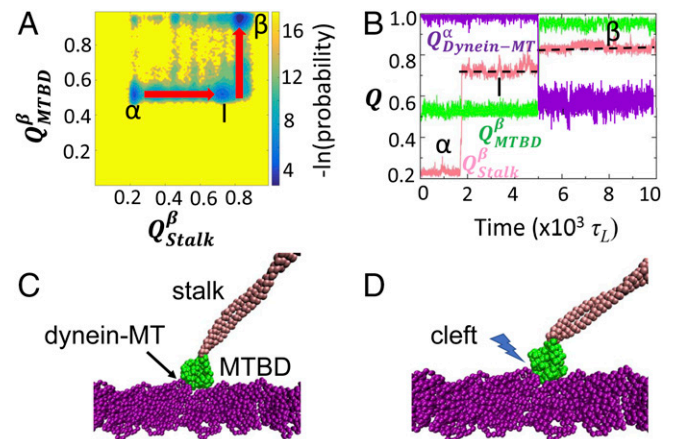 A
0.8
0.6
0.4
0.2
Q^β_MTBD
α
I
β
0.2 0.4 0.6 0.8
Q^β_Stalk
16
12
8
4
-ln(probability)
B
1.0
0.8
0.6
0.4
0.2
Q
Q^α_Dynein−MT
β
I
Q^β_MTBD
α
Q^β_Stalk
0 2 4 6 8 10
Time (x10³ τ_L)
C
stalk
dynein-MT
MTBD
D
cleft